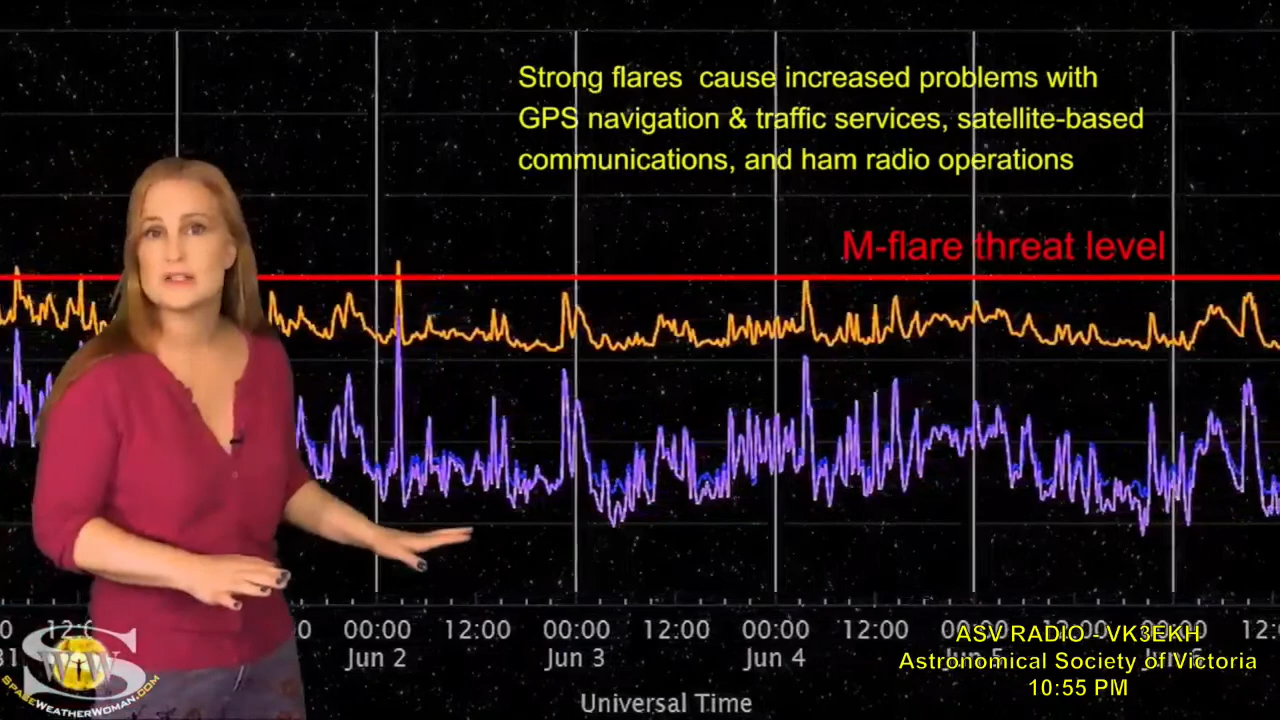 Strong flares cause increased problems with
GPS navigation & traffic services, satellite-based
communications, and ham radio operations
M-flare threat level
00:00 12:00 00:00 12:00 00:00 12:00
Jun 2 Jun 3 Jun 4
Universal Time
ASV RADIO - VK3EKH
Astronomical Society of Victoria
10:55 PM
SW
SPACEWEATHERWOMAN.COM